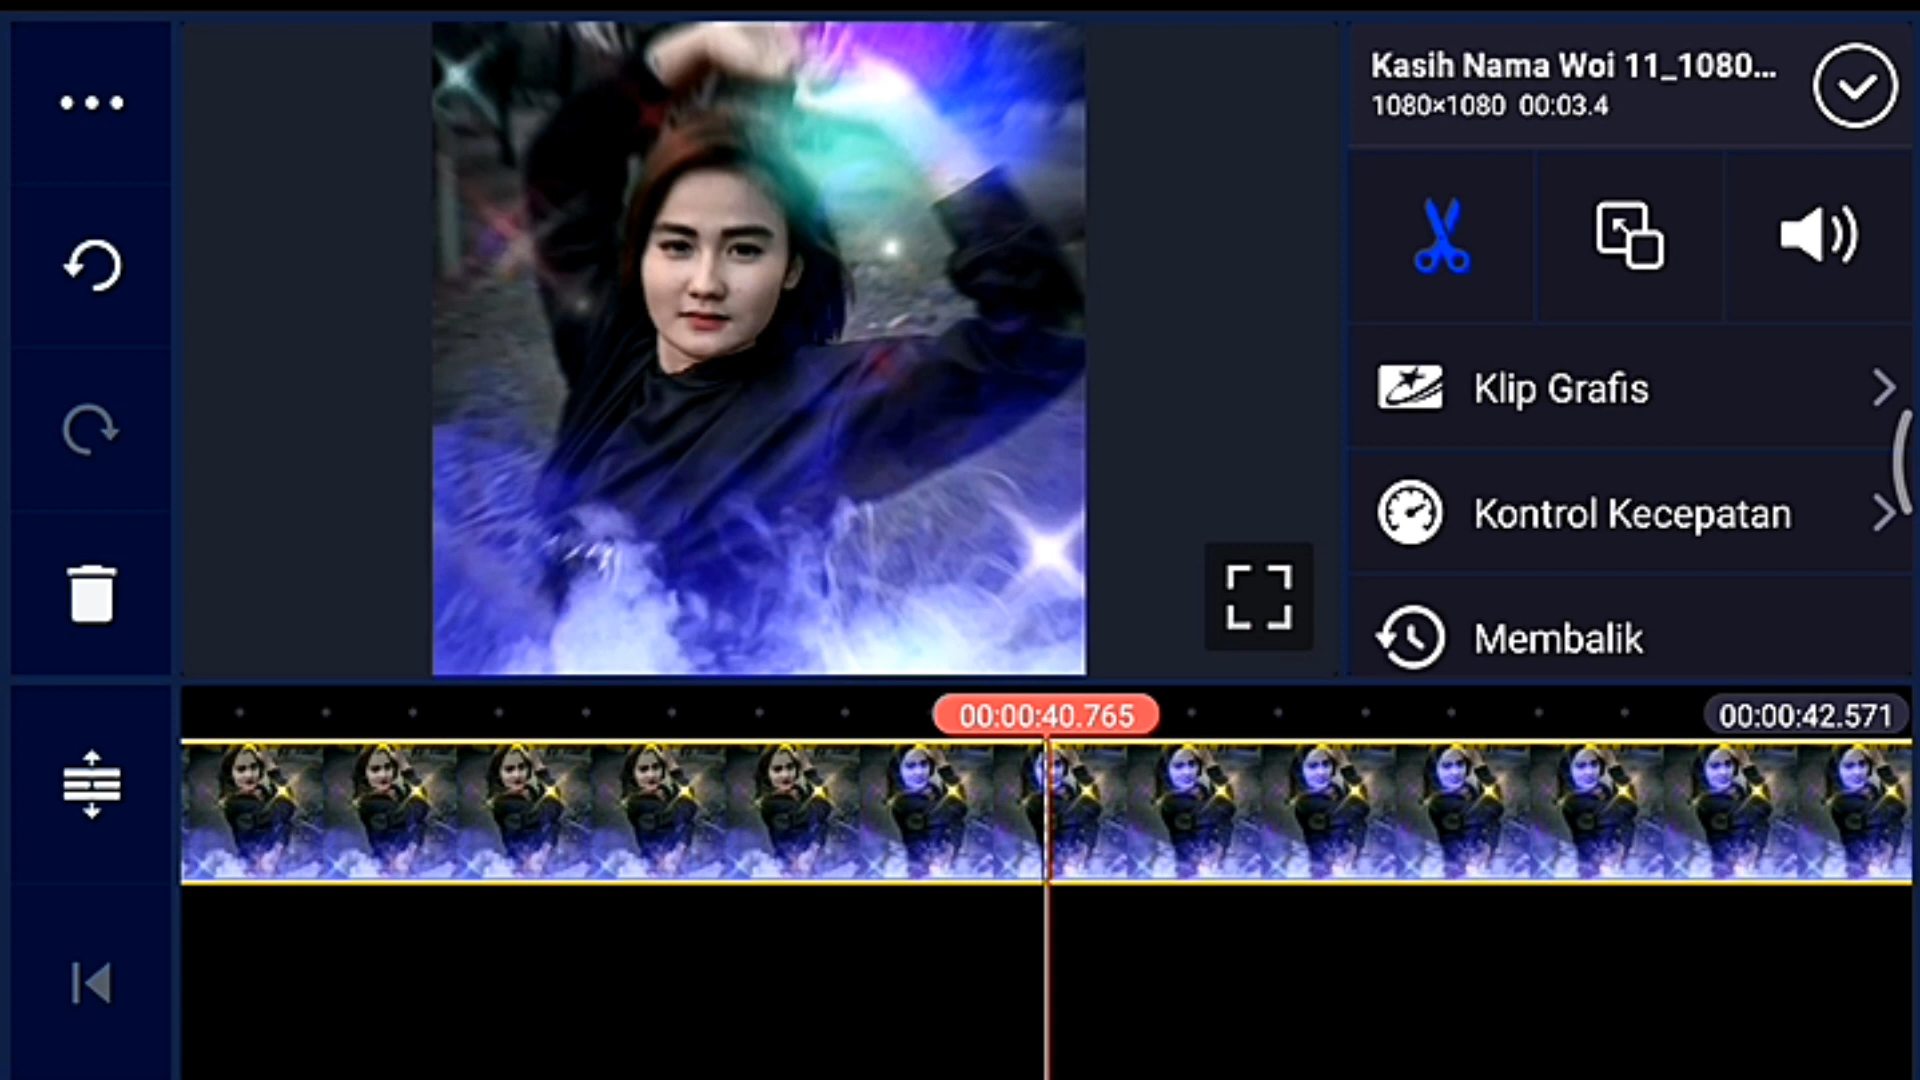 Kasih Nama Woi 11_1080...
1080×1080 00:03.4
Klip Grafis
Kontrol Kecepatan
Membalik
00:00:40.765
00:00:42.571